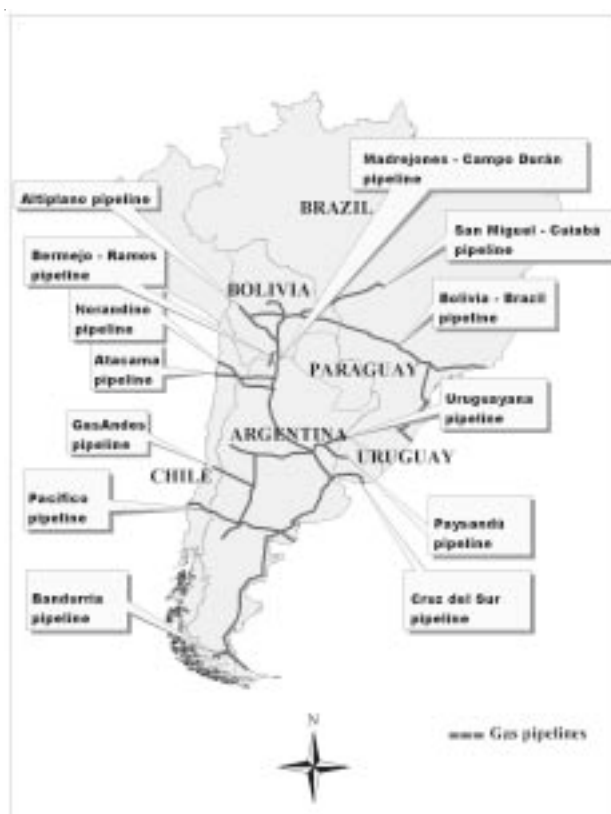 Madrejones - Campo Durán
pipeline
Altiplano pipeline
BRAZIL
San Miguel - Cuiabá
pipeline
Bermejo - Ramos
pipeline
BOLIVIA
Bolivia - Brazil
pipeline
Norandino
pipeline
Atacama
pipeline
PARAGUAY
Uruguayana
pipeline
GasAndes
pipeline
ARGENTINA
URUGUAY
CHILE
Pacífico
pipeline
Paysandú
pipeline
Bandurria
pipeline
Cruz del Sur
pipeline
N
Gas pipelines